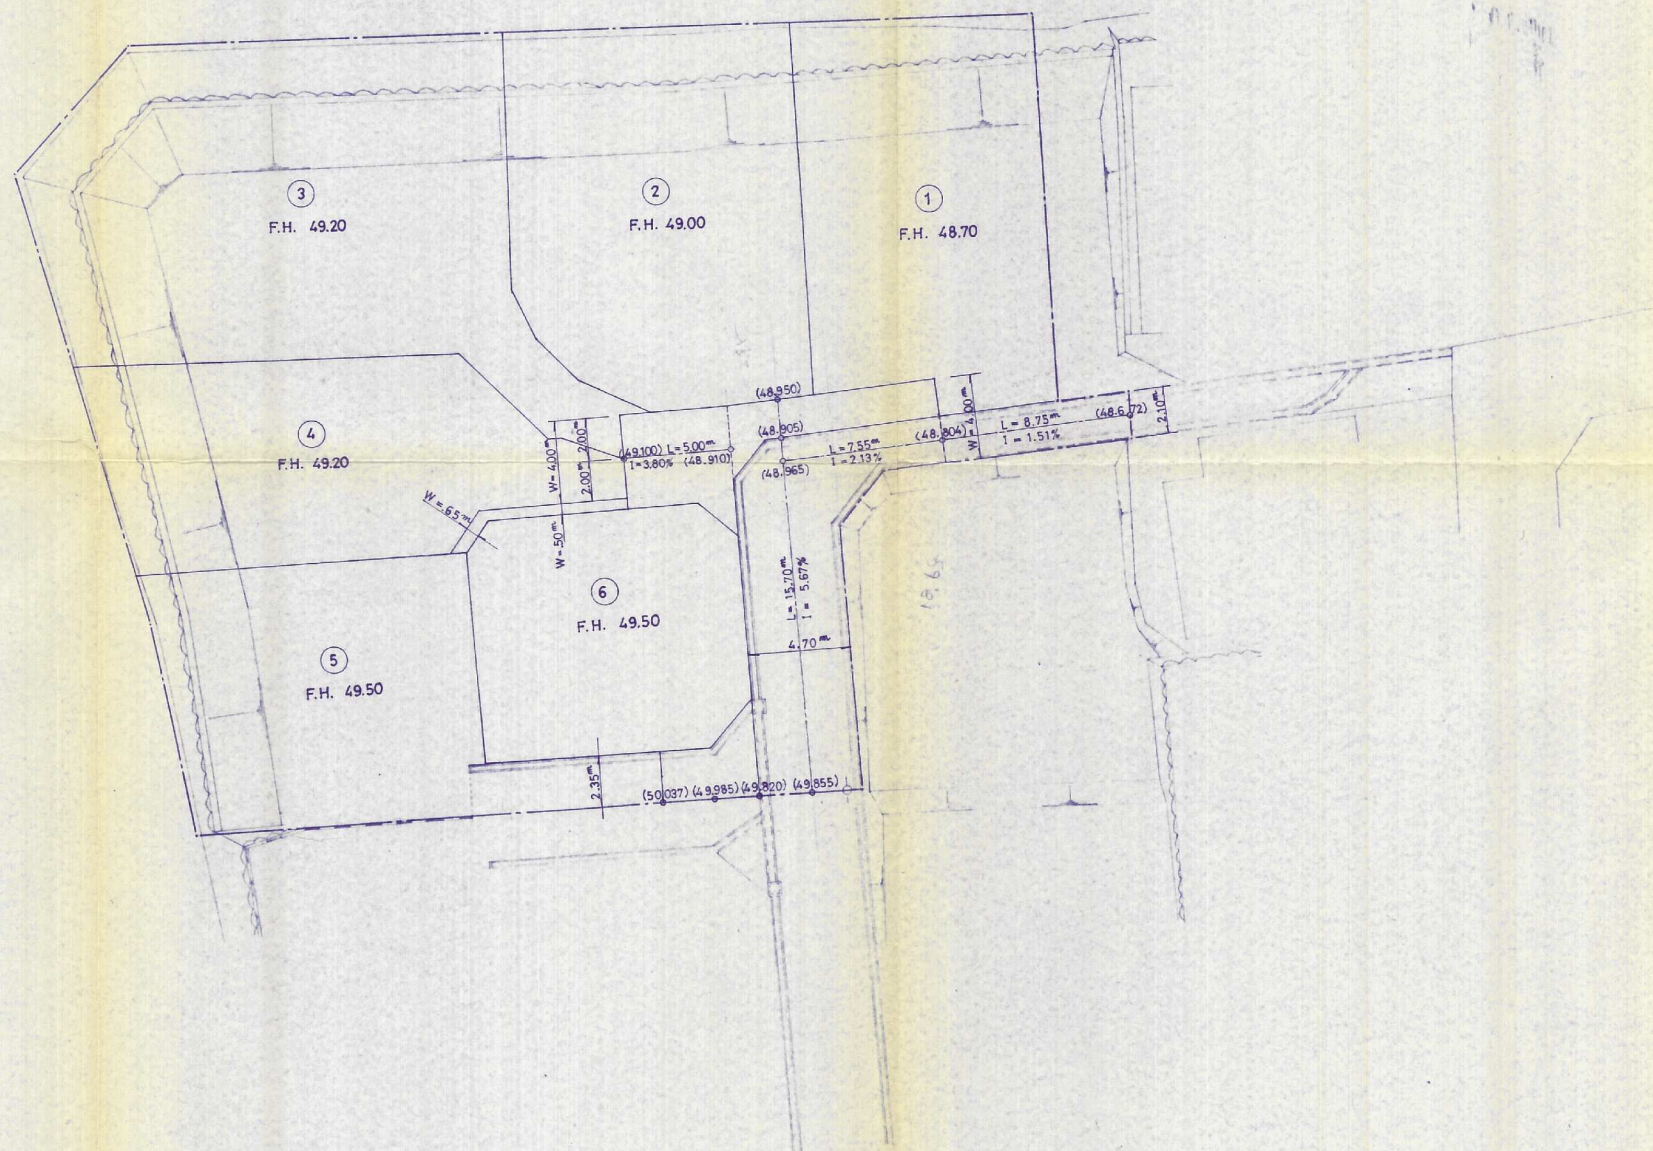 3
F.H. 49.20
2
F.H. 49.00
1
F.H. 48.70
4
F.H. 49.20
(48.950)
(48.905)
(48.965)
(49.100) L=5.00m
I=3.80% (48.910)
L=7.55m
I=2.13%
(48.804)
W=4.00m
L=8.75m
I=1.51%
(48.672)
2.10m
W=4.00m
2.00m 2.00m
W=.65m
W=.50m
L=15.70m
I=5.67%
4.70m
6
F.H. 49.50
5
F.H. 49.50
2.35m
(50.037) (49.985) (49.820) (49.855)